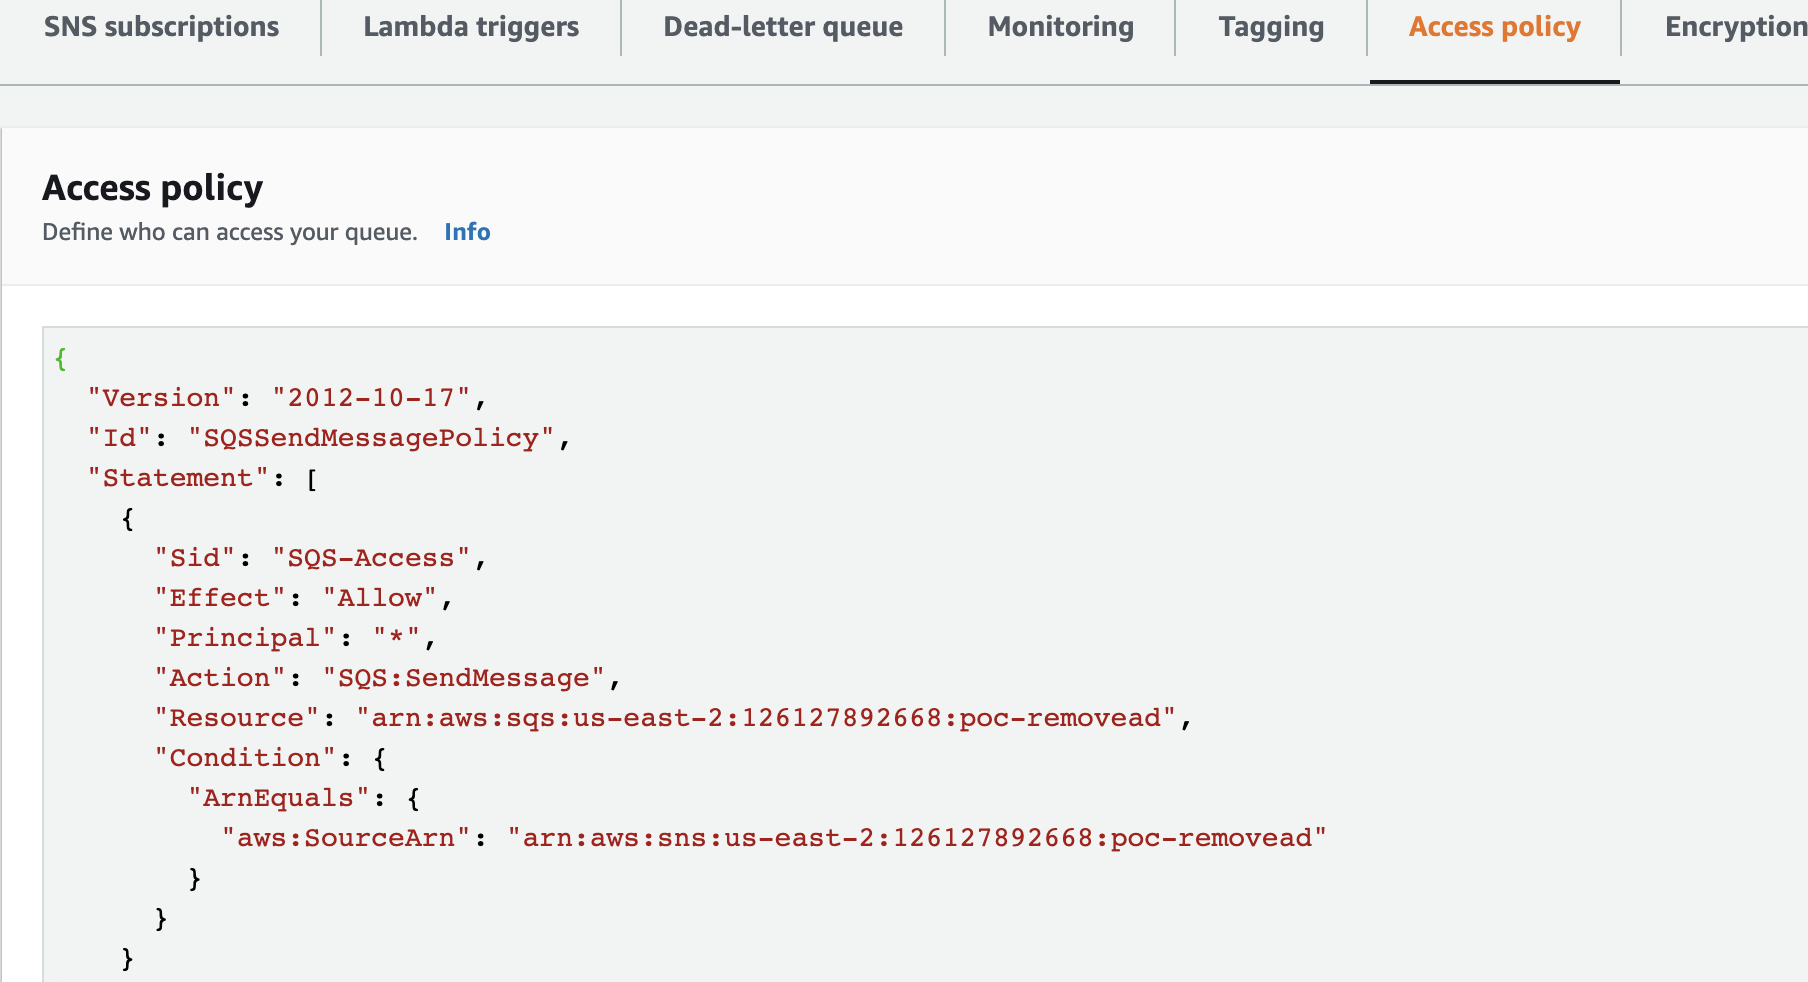 SNS subscriptions Lambda triggers Dead-letter queue Monitoring Tagging Access policy Encryption
Access policy
Define who can access your queue. Info
{
"Version": "2012-10-17",
"Id": "SQSSendMessagePolicy",
"Statement": [
{
"Sid": "SQS-Access",
"Effect": "Allow",
"Principal": "*",
"Action": "SQS:SendMessage",
"Resource": "arn:aws:sqs:us-east-2:126127892668:poc-removead",
"Condition": {
"ArnEquals": {
"aws:SourceArn": "arn:aws:sns:us-east-2:126127892668:poc-removead"
}
}
}